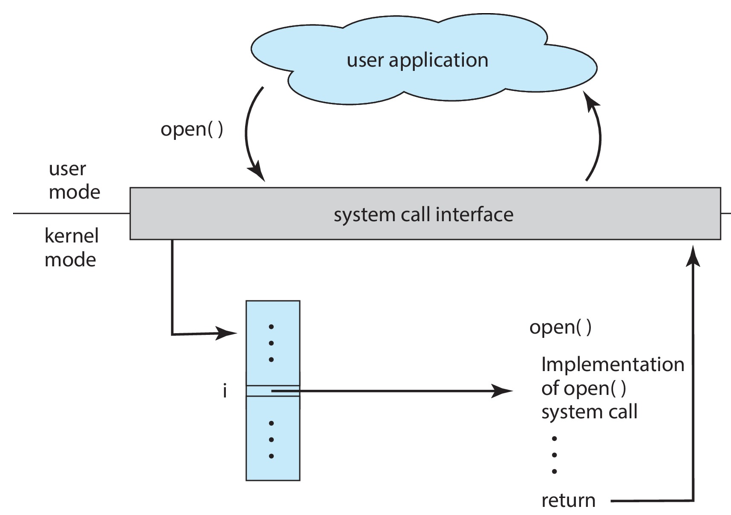 user application
open( )
user
mode
system call interface
kernel
mode
open( )
i
Implementation
of open( )
system call
return